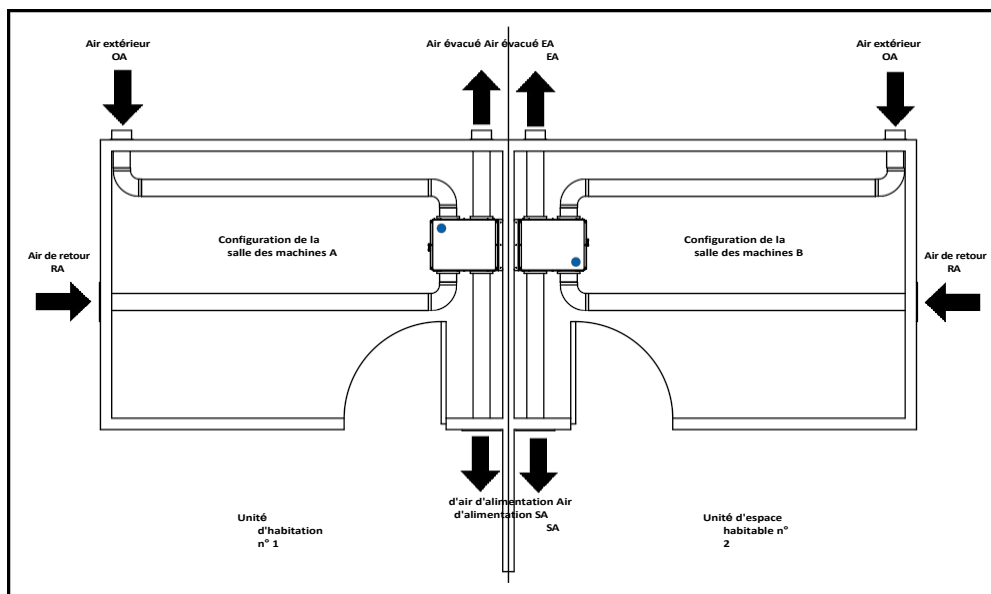 Air extérieur
OA
Air évacué Air évacué EA
EA
Air extérieur
OA
Configuration de la
salle des machines A
Configuration de la
salle des machines B
Air de retour
RA
Air de retour
RA
d'air d'alimentation Air
d'alimentation SA
SA
Unité
d'habitation
n° 1
Unité d'espace
habitable n°
2